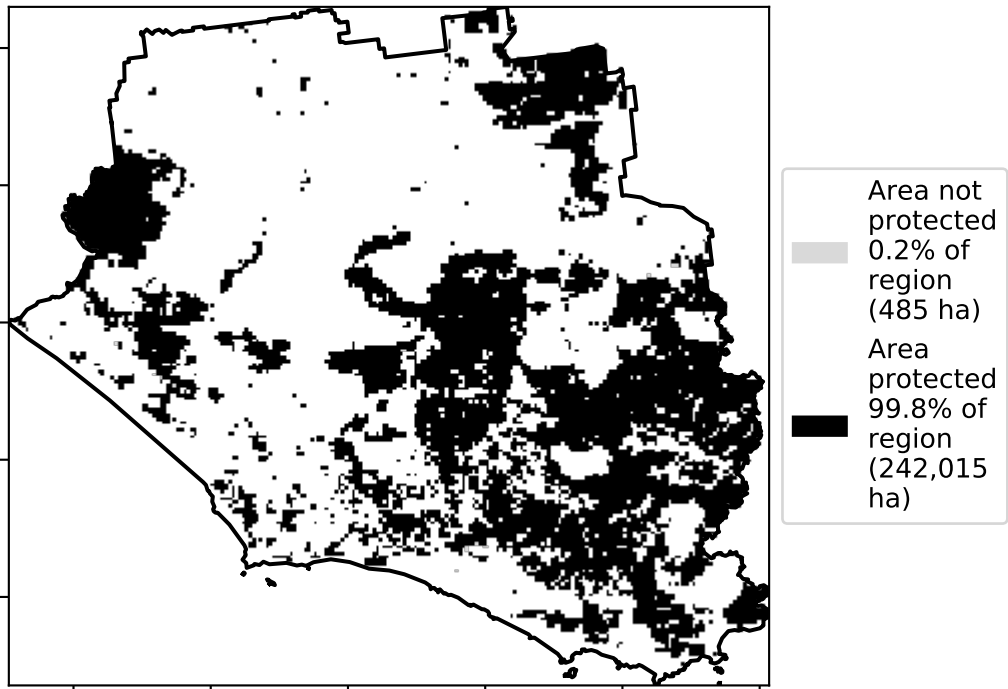 Area not
protected
0.2% of
region
(485 ha)
Area
protected
99.8% of
region
(242,015
ha)